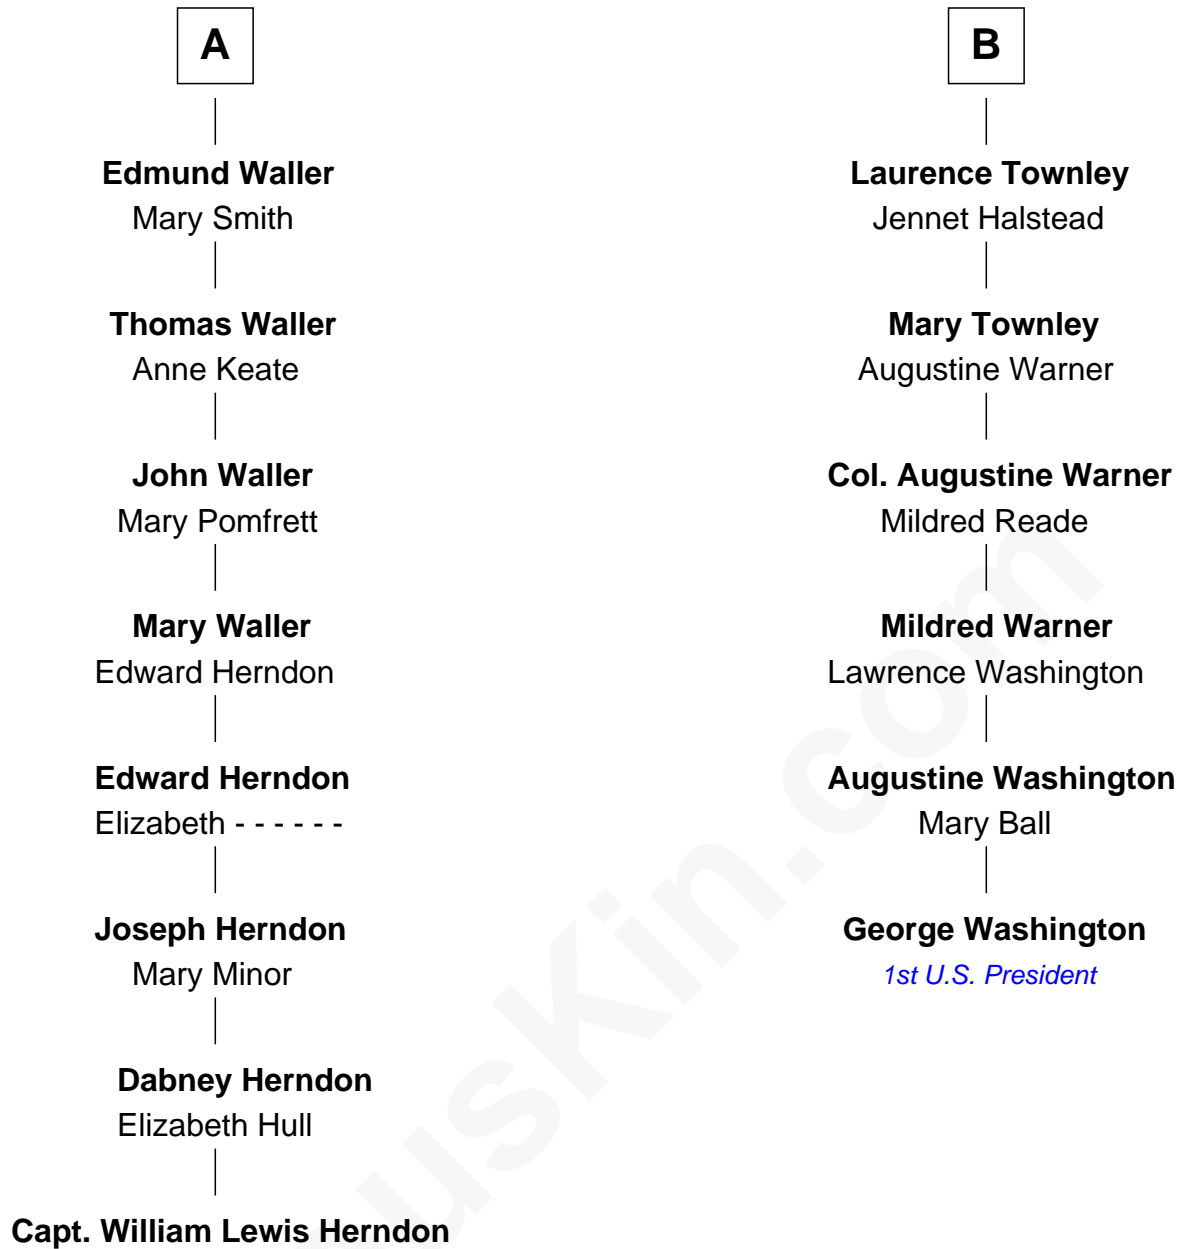 A
Edmund Waller
Mary Smith
Thomas Waller
Anne Keate
John Waller
Mary Pomfrett
Mary Waller
Edward Herndon
Edward Herndon
Elizabeth - - - - - -
Joseph Herndon
Mary Minor
Dabney Herndon
Elizabeth Hull
Capt. William Lewis Herndon
B
Laurence Townley
Jennet Halstead
Mary Townley
Augustine Warner
Col. Augustine Warner
Mildred Reade
Mildred Warner
Lawrence Washington
Augustine Washington
Mary Ball
George Washington
1st U.S. President
usKin.com